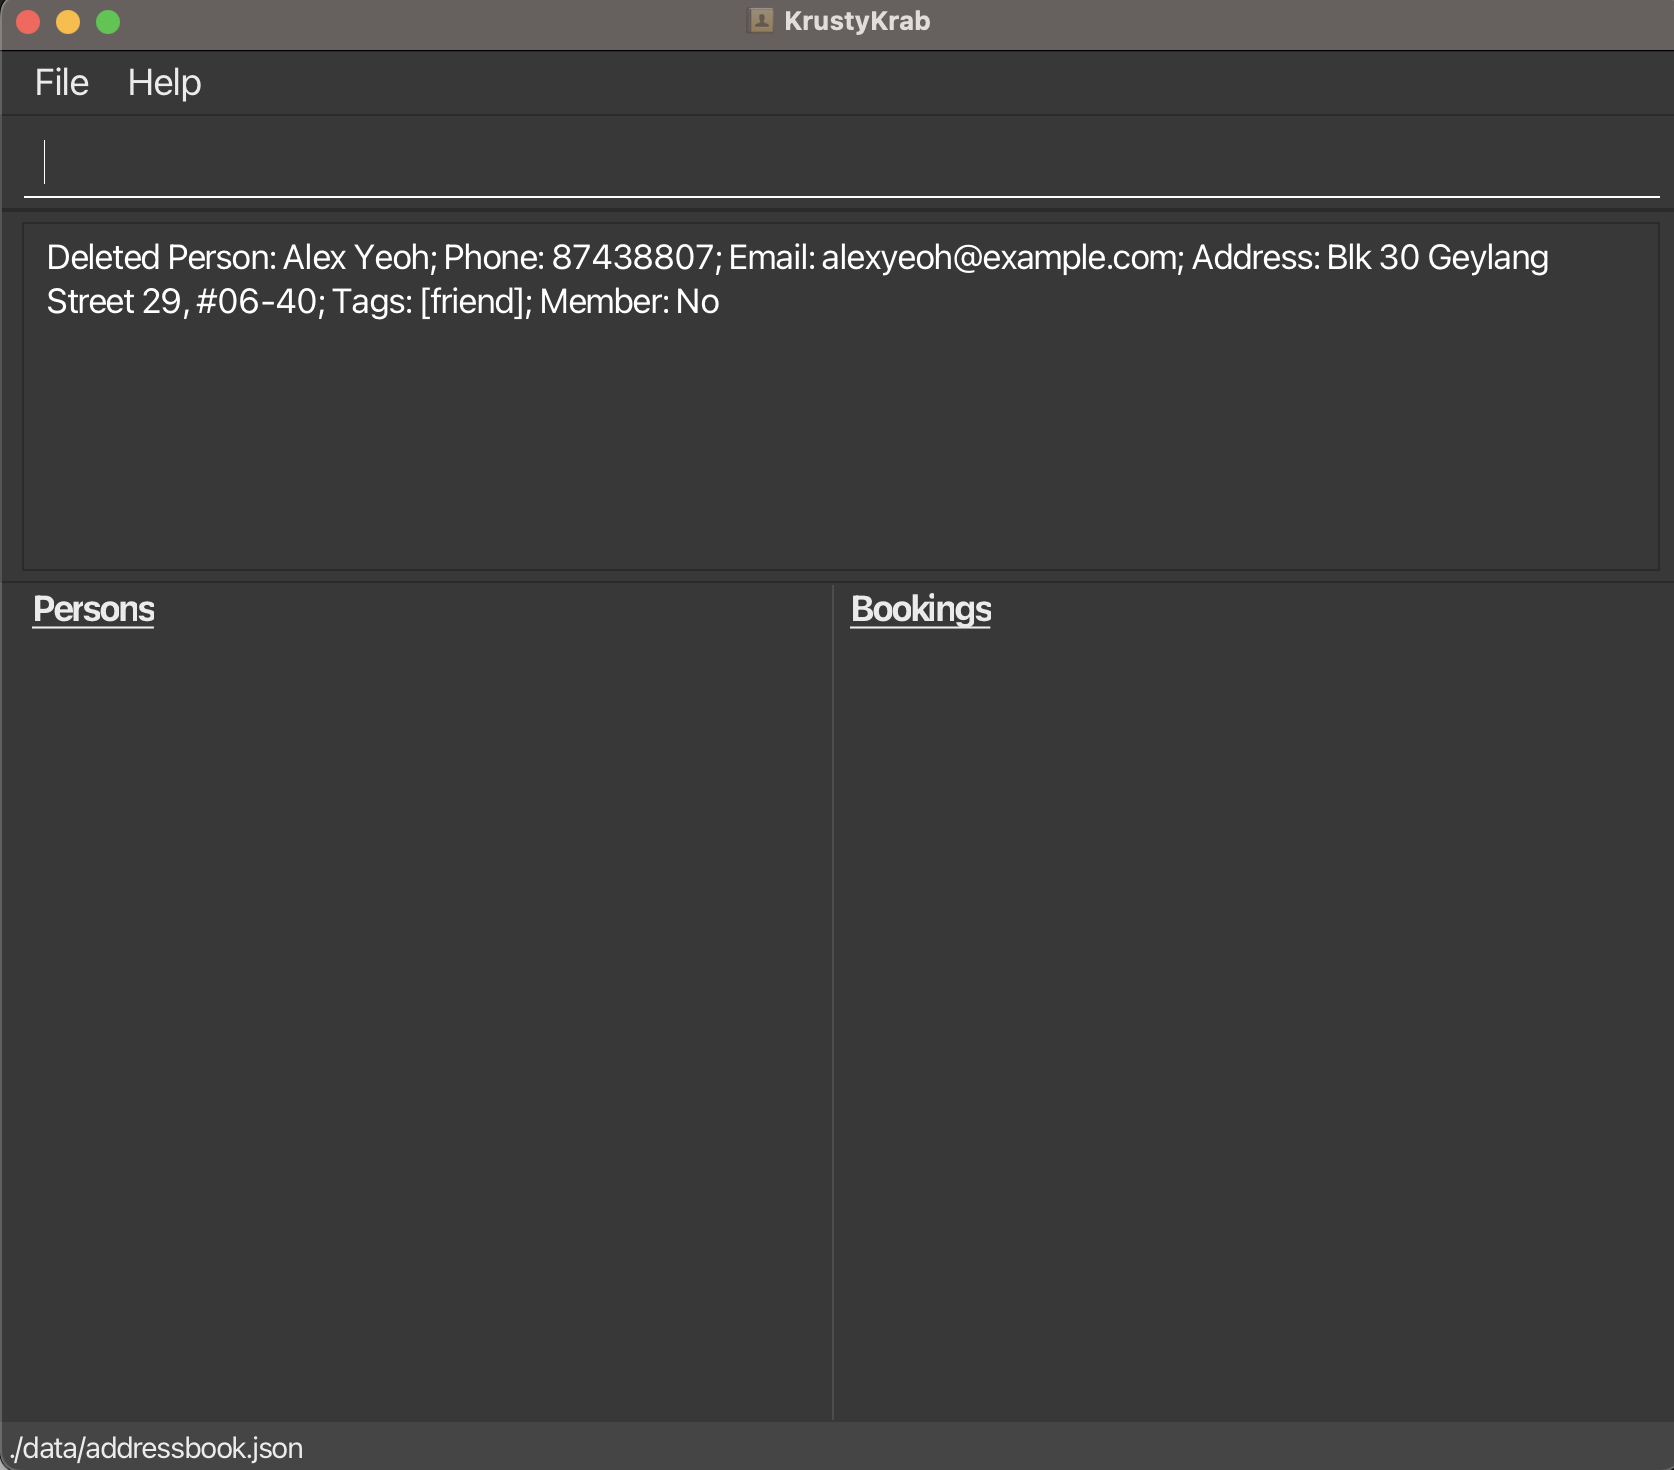 KrustyKrab
File Help
Deleted Person: Alex Yeoh; Phone: 87438807; Email: alexyeoh@example.com; Address: Blk 30 Geylang
Street 29, #06-40; Tags: [friend]; Member: No
Persons
Bookings
./data/addressbook.json